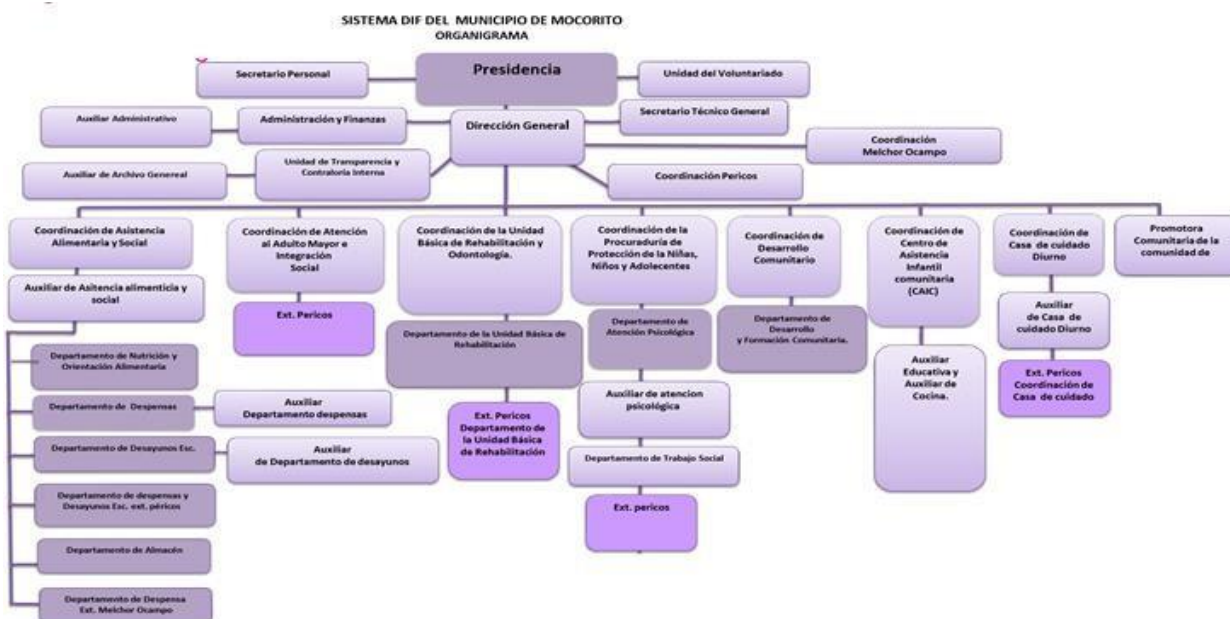 SISTEMA DIF DEL MUNICIPIO DE MOCORITO
ORGANIGRAMA
Secretario Personal
Presidencia
Unidad del Voluntariado
Auxiliar Administrativo
Administración y Finanzas
Dirección General
Secretario Técnico General
Coordinación
Melchor Ocampo
Auxiliar de Archivo Genereal
Unidad de Transparencia y
Contraloria Interna
Coordinación Pericos
Coordinación de Asistencia
Alimentaria y Social
Coordinación de Atención
al Adulto Mayor e
Integración
Social
Coordinación de la Unidad
Básica de Rehabilitación y
Odontología.
Coordinación de la
Procuraduría de
Protección de la Niñas,
Niños y Adolecentes
Coordinación de
Desarrollo
Comunitario
Coordinación de
Centro de
Asistencia
Infantil
comunitaria
(CAIC)
Coordinación de
Casa de cuidado
Diurno
Promotora
Comunitaria de la
comunidad de
Auxiliar de Asitencia alimenticia y
social
Ext. Pericos
Departamento de la Unidad Básica de
Rehabilitación
Departamento de
Atención Psicológica
Departamento de
Desarrollo
y Formación Comunitaria.
Auxiliar
de Casa de
cuidado Diurno
Departamento de Nutrición y
Orientación Alimentaria
Auxiliar
Educativa y
Auxiliar de
Cocina.
Ext. Pericos
Coordinación de
Casa de cuidado
Departamento de Despensas
Auxiliar
Departamento despensas
Ext. Pericos
Departamento de
la Unidad Básica
de Rehabilitación
Auxiliar de atencion
psicológica
Departamento de Desayunos Esc.
Auxiliar
de Departamento de desayunos
Departamento de Trabajo Social
Departamento de despensas y
Desayunos Esc. ext. péricos
Ext. pericos
Departamento de Almacén
Departamento de Despensa
Ext. Melchor Ocampo